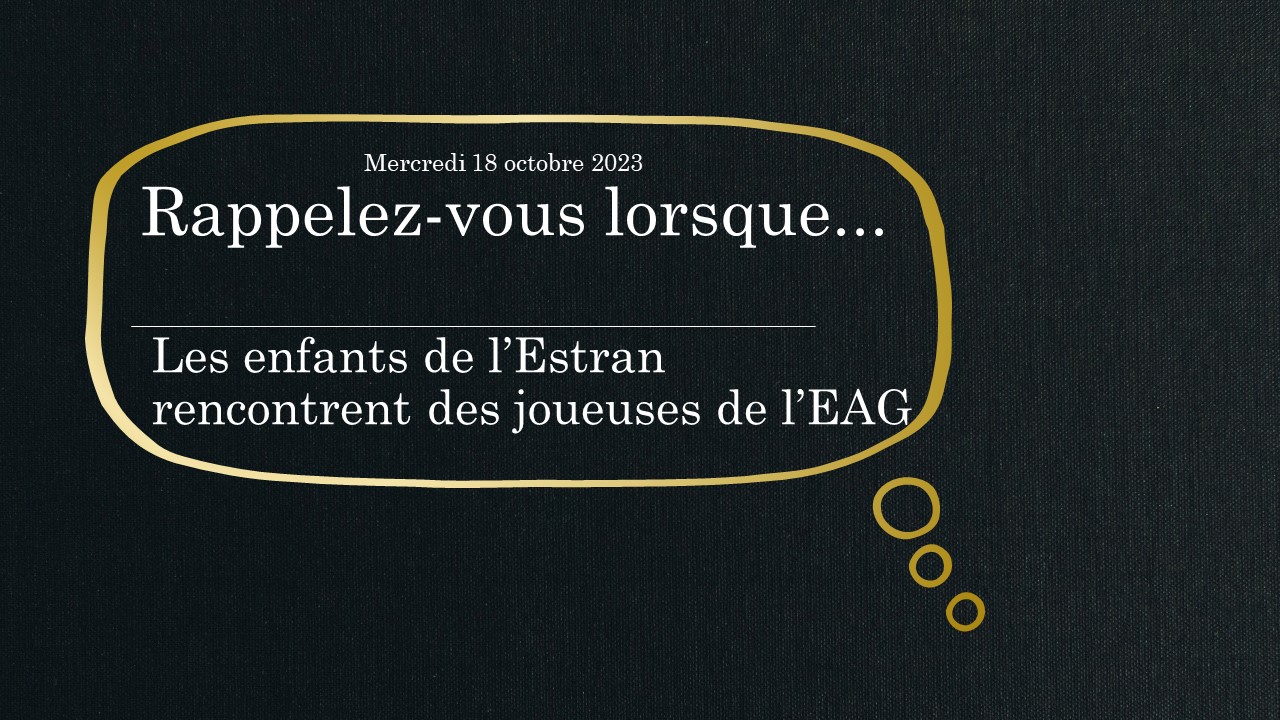 Mercredi 18 octobre 2023
Rappelez-vous lorsque...
Les enfants de l’Estran
rencontrent des joueuses de l’EAG